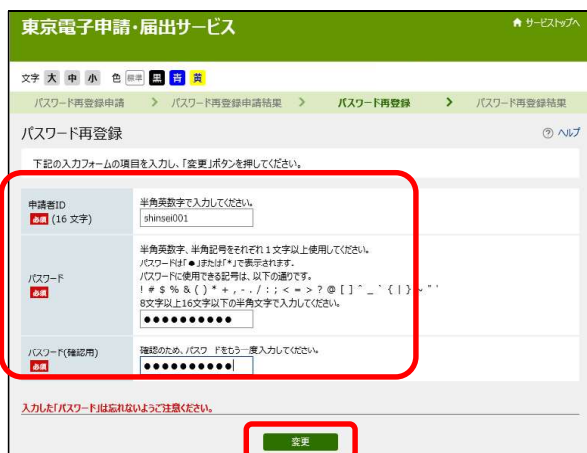 東京電子申請・届出サービス
サービストップへ
文字 大 中 小 色 標準 黒 青 黄
パスワード再登録申請 > パスワード再登録申請結果 > パスワード再登録 > パスワード再登録結果
パスワード再登録
? ヘルプ
下記の入力フォームの項目を入力し、「変更」ボタンを押してください。
申請者ID
必須 (16 文字)
半角英数字で入力してください。
shinsei001
パスワード
必須
半角英数字、半角記号をそれぞれ1文字以上使用してください。
パスワードは「●」または「*」で表示されます。
パスワードに使用できる記号は、以下の通りです。
! # $ % & ( ) * + , - . / : ; < = > ? @ [ ] ^ _ ` { | } ~ " '
8文字以上16文字以下の半角文字で入力してください。
●●●●●●●●●●
パスワード(確認用)
必須
確認のため、パスワ ードをもう一度入力してください。
●●●●●●●●●●
入力した「パスワード」は忘れないようご注意ください。
変更